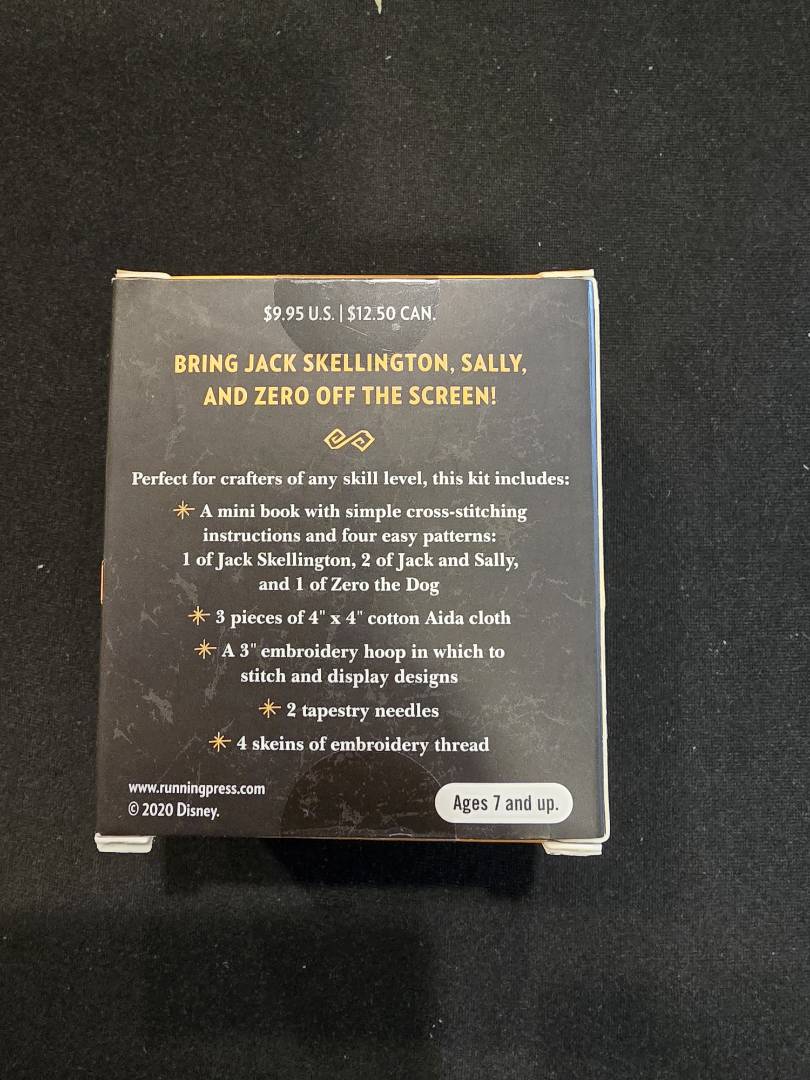 $9.95 U.S. | $12.50 CAN.
BRING JACK SKELLINGTON, SALLY,
AND ZERO OFF THE SCREEN!
Perfect for crafters of any skill level, this kit includes:
A mini book with simple cross-stitching
instructions and four easy patterns:
1 of Jack Skellington, 2 of Jack and Sally,
and 1 of Zero the Dog
3 pieces of 4" x 4" cotton Aida cloth
A 3" embroidery hoop in which to
stitch and display designs
2 tapestry needles
4 skeins of embroidery thread
www.runningpress.com
© 2020 Disney.
Ages 7 and up.